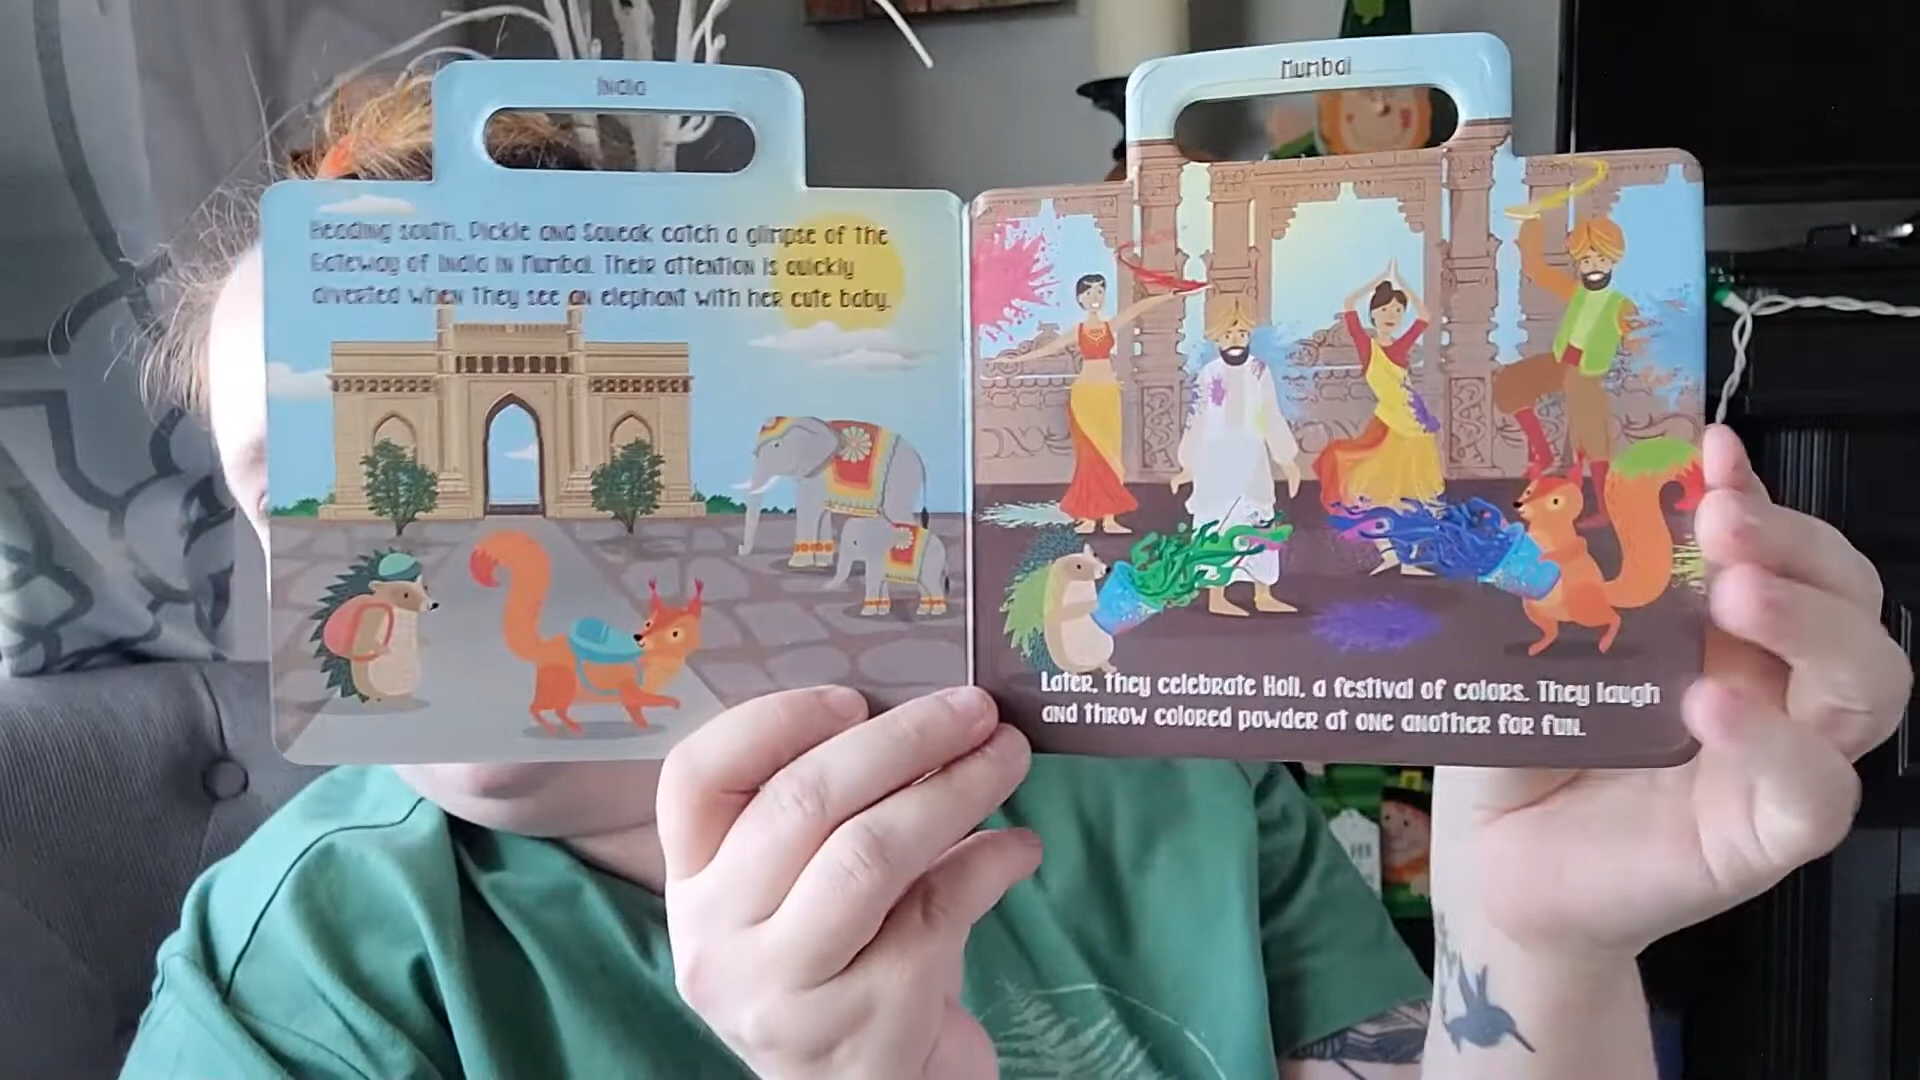 India
Heading south, Pickle and Squeak catch a glimpse of the
Gateway of India in Mumbai. Their attention is quickly
diverted when they see an elephant with her cute baby.
Mumbai
Later, they celebrate Holi, a festival of colors. They laugh
and throw colored powder at one another for fun.